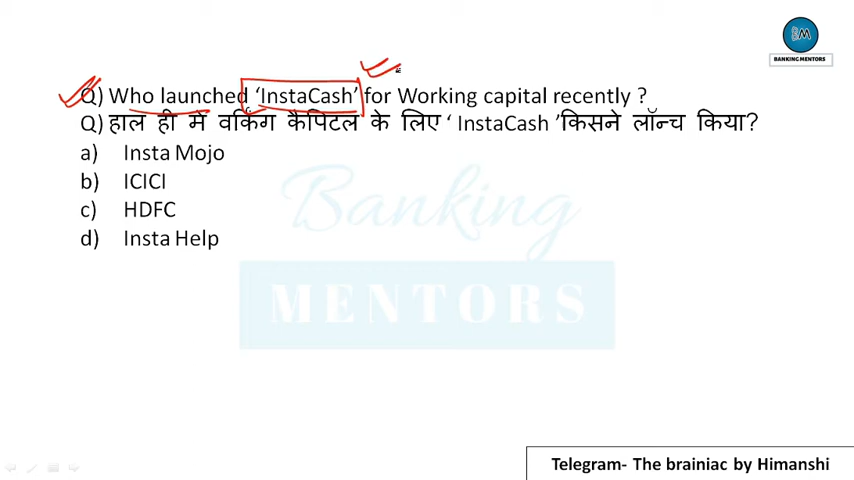 BM
BANKING MENTORS
Q) Who launched ‘InstaCash’ for Working capital recently ?
Q) हाल ही में वर्किंग कैपिटल के लिए ‘ InstaCash ’किसने लॉन्च किया?
a) Insta Mojo
b) ICICI
c) HDFC
d) Insta Help
Banking
MENTORS
Telegram- The brainiac by Himanshi